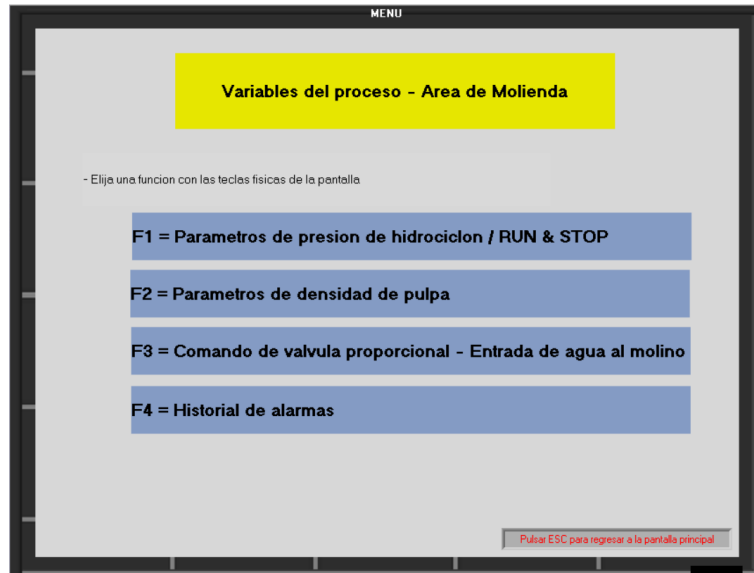 MENU
Variables del proceso - Area de Molienda
- Elija una funcion con las teclas fisicas de la pantalla
F1 = Parametros de presion de hidrociclon / RUN & STOP
F2 = Parametros de densidad de pulpa
F3 = Comando de valvula proporcional - Entrada de agua al molino
F4 = Historial de alarmas
Pulsar ESC para regresar a la pantalla principal